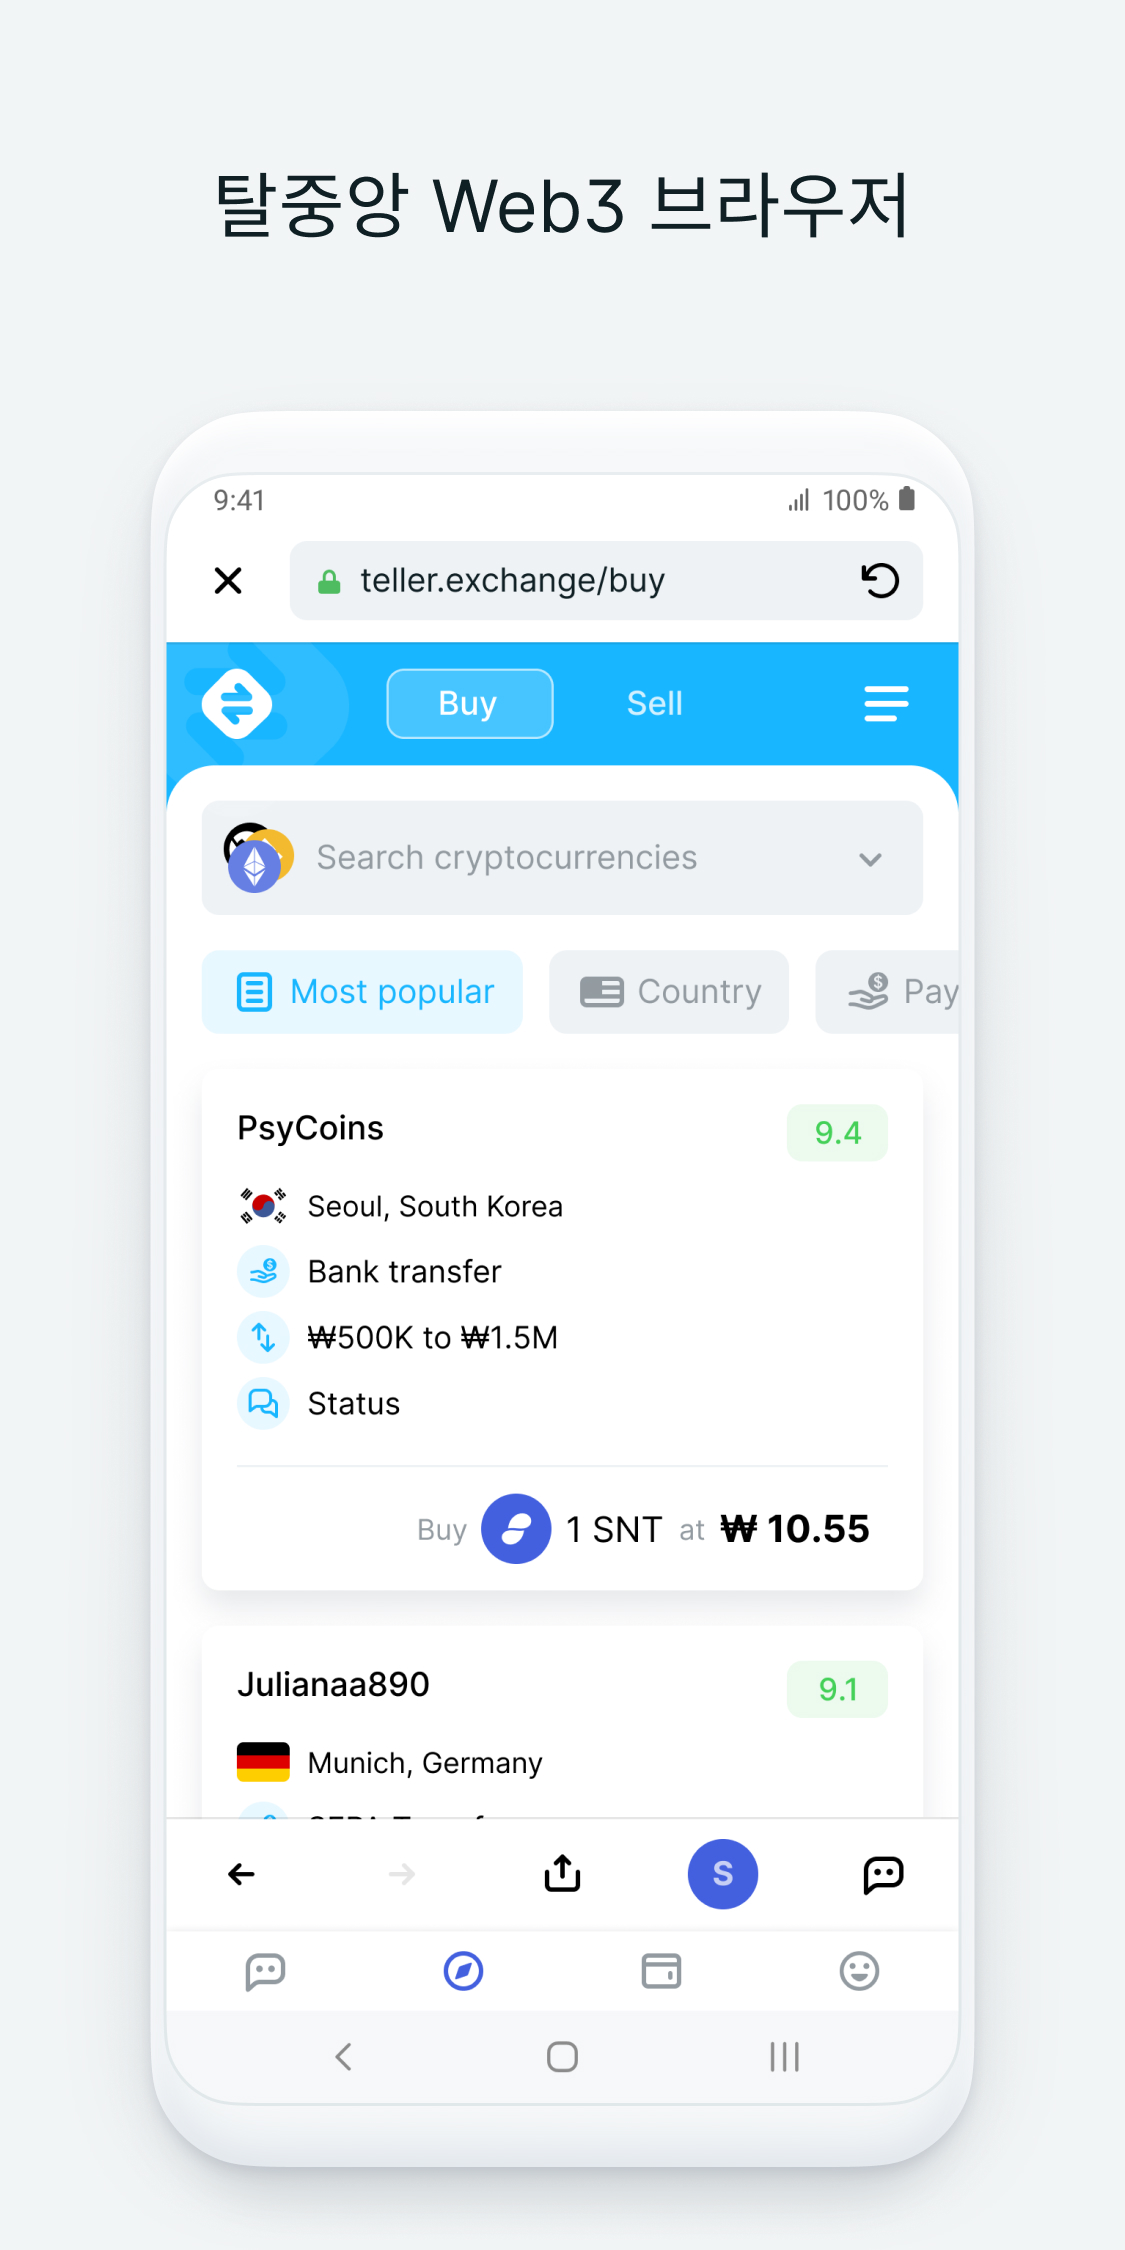 탈중앙 Web3 브라우저
9:41
100%
teller.exchange/buy
Buy
Sell
Search cryptocurrencies
Most popular
Country
Pay
PsyCoins
9.4
Seoul, South Korea
Bank transfer
₩500K to ₩1.5M
Status
Buy 1 SNT at ₩ 10.55
Julianaa890
9.1
Munich, Germany
S